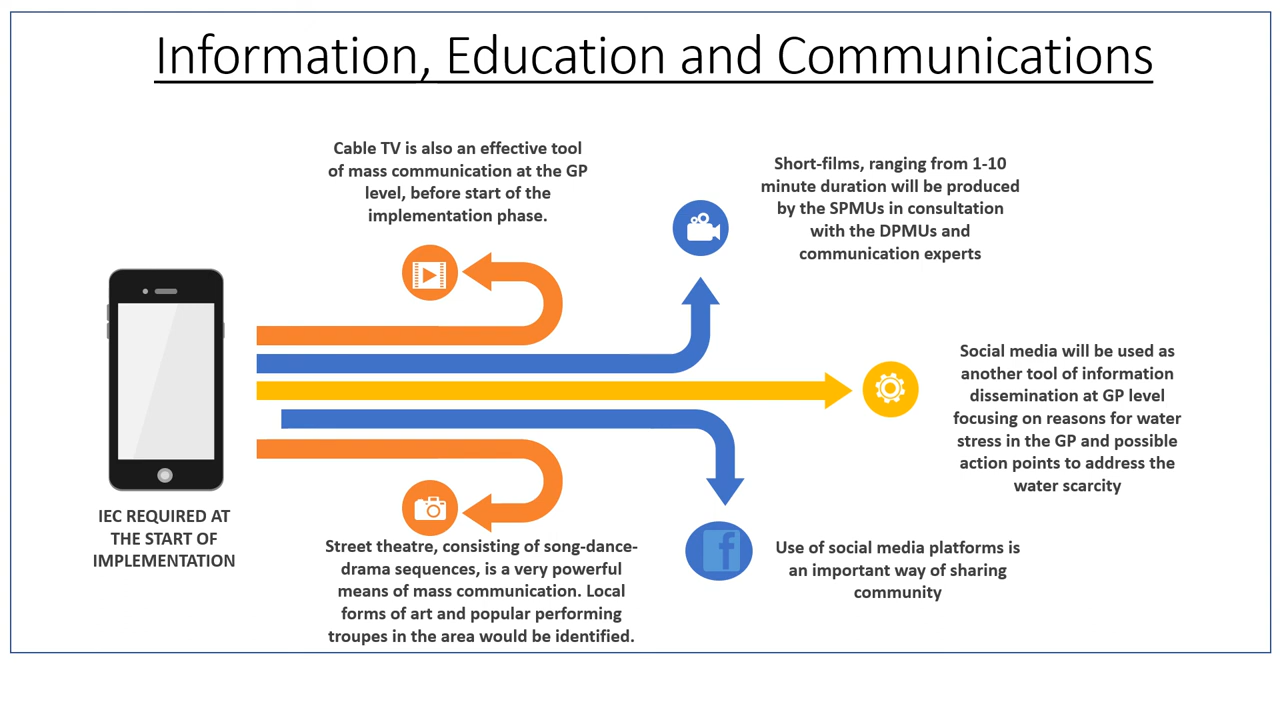 Information, Education and Communications
Cable TV is also an effective tool
of mass communication at the GP
level, before start of the
implementation phase.
Short-films, ranging from 1-10
minute duration will be produced
by the SPMUs in consultation
with the DPMUs and
communication experts
Social media will be used as
another tool of information
dissemination at GP level
focusing on reasons for water
stress in the GP and possible
action points to address the
water scarcity
IEC REQUIRED AT
THE START OF
IMPLEMENTATION
Street theatre, consisting of song-dance-
drama sequences, is a very powerful
means of mass communication. Local
forms of art and popular performing
troupes in the area would be identified.
f
Use of social media platforms is
an important way of sharing
community